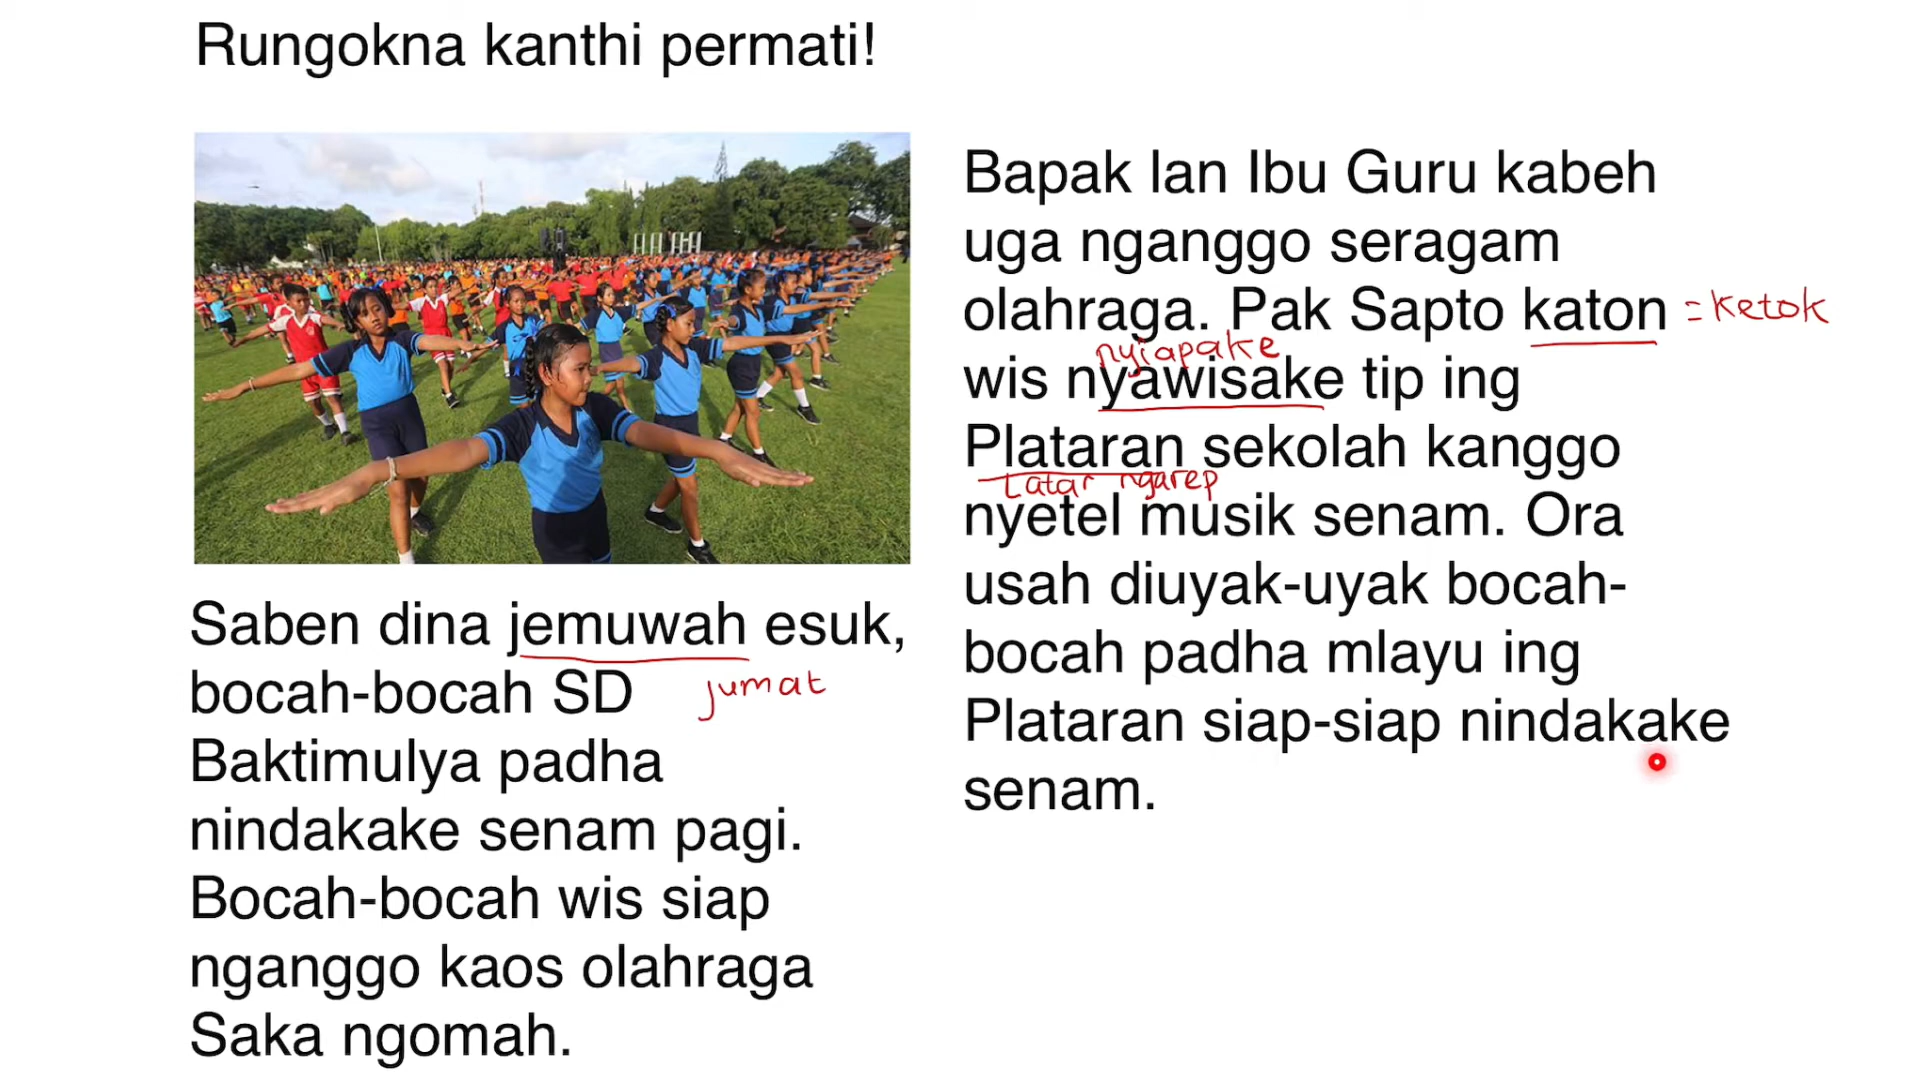 Rungokna kanthi permati!
Saben dina jemuwah esuk,
bocah-bocah SD
jumat
Baktimulya padha
nindakake senam pagi.
Bocah-bocah wis siap
nganggo kaos olahraga
Saka ngomah.
Bapak lan Ibu Guru kabeh
uga nganggo seragam
olahraga. Pak Sapto katon = ketok
nyiapake
wis nyawisake tip ing
Plataran sekolah kanggo
Latar ngarep
nyetel musik senam. Ora
usah diuyak-uyak bocah-
bocah padha mlayu ing
Plataran siap-siap nindakake
senam.